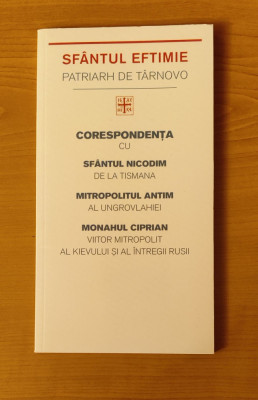 SFÂNTUL EFTIMIE
PATRIARH DE TÂRNOVO
CORESPONDENȚA
CU
SFÂNTUL NICODIM
DE LA TISMANA
MITROPOLITUL ANTIM
AL UNGROVLAHIEI
MONAHUL CIPRIAN
VIITOR MITROPOLIT
AL KIEVULUI ȘI AL ÎNTREGII RUSII